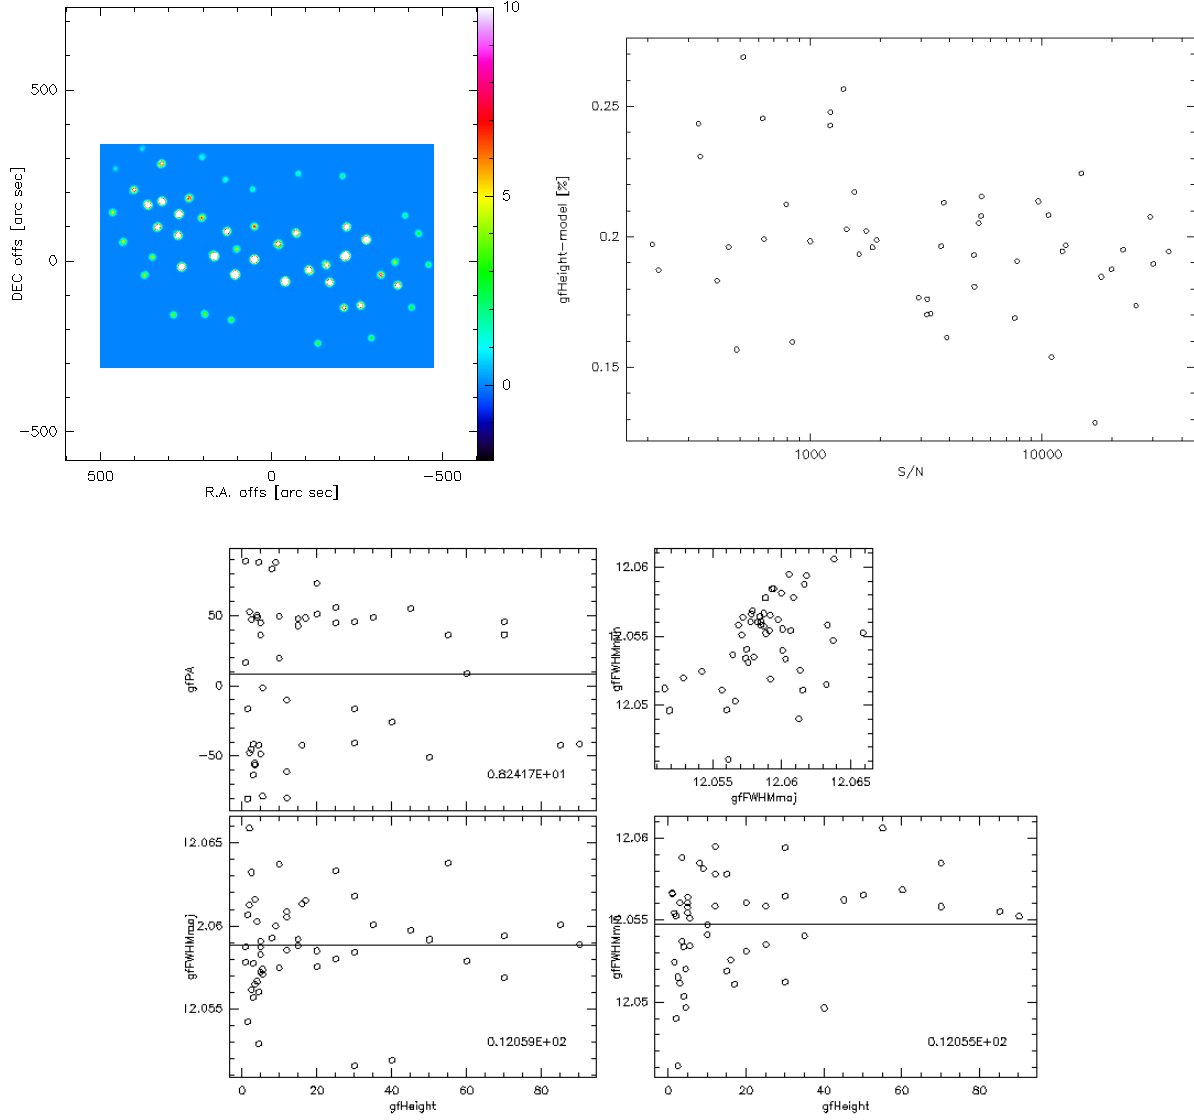 10
500
5
0
0
−500
500
0
−500
DEC offs [arc sec]
R.A. offs [arc sec]
0.25
0.2
0.15
gfHeight−model [%]
1000
10000
S/N
50
0
−50
gfPA
0.82417E+01
12.06
12.055
12.05
gfFWHMmin
12.055
12.06
12.065
gfFWHMmaj
12.065
12.06
12.055
gfFWHMmaj
0.12059E+02
0
20
40
60
80
gfHeight
12.06
12.055
12.05
gfFWHMmin
0.12055E+02
0
20
40
60
80
gfHeight